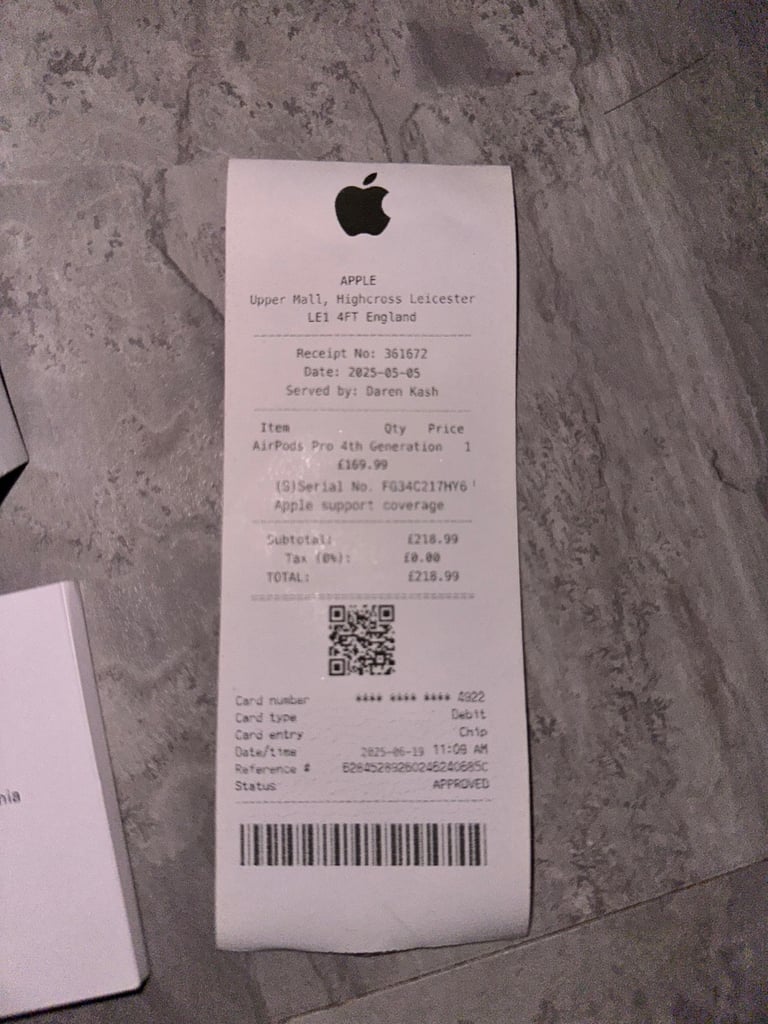 APPLE
Upper Mall, Highcross Leicester
LE1 4FT England
Receipt No: 361672
Date: 2025-05-05
Served by: Daren Kash
Item Qty Price
AirPods Pro 4th Generation 1
£169.99
(S)Serial No. FG34C217HY6
Apple support coverage
Subtotal: £218.99
Tax (0%): £0.00
TOTAL: £218.99
Card number **** **** **** 4922
Card type Debit
Card entry Chip
Date/time 2025-06-19 11:09 AM
Reference #
Status APPROVED
nia